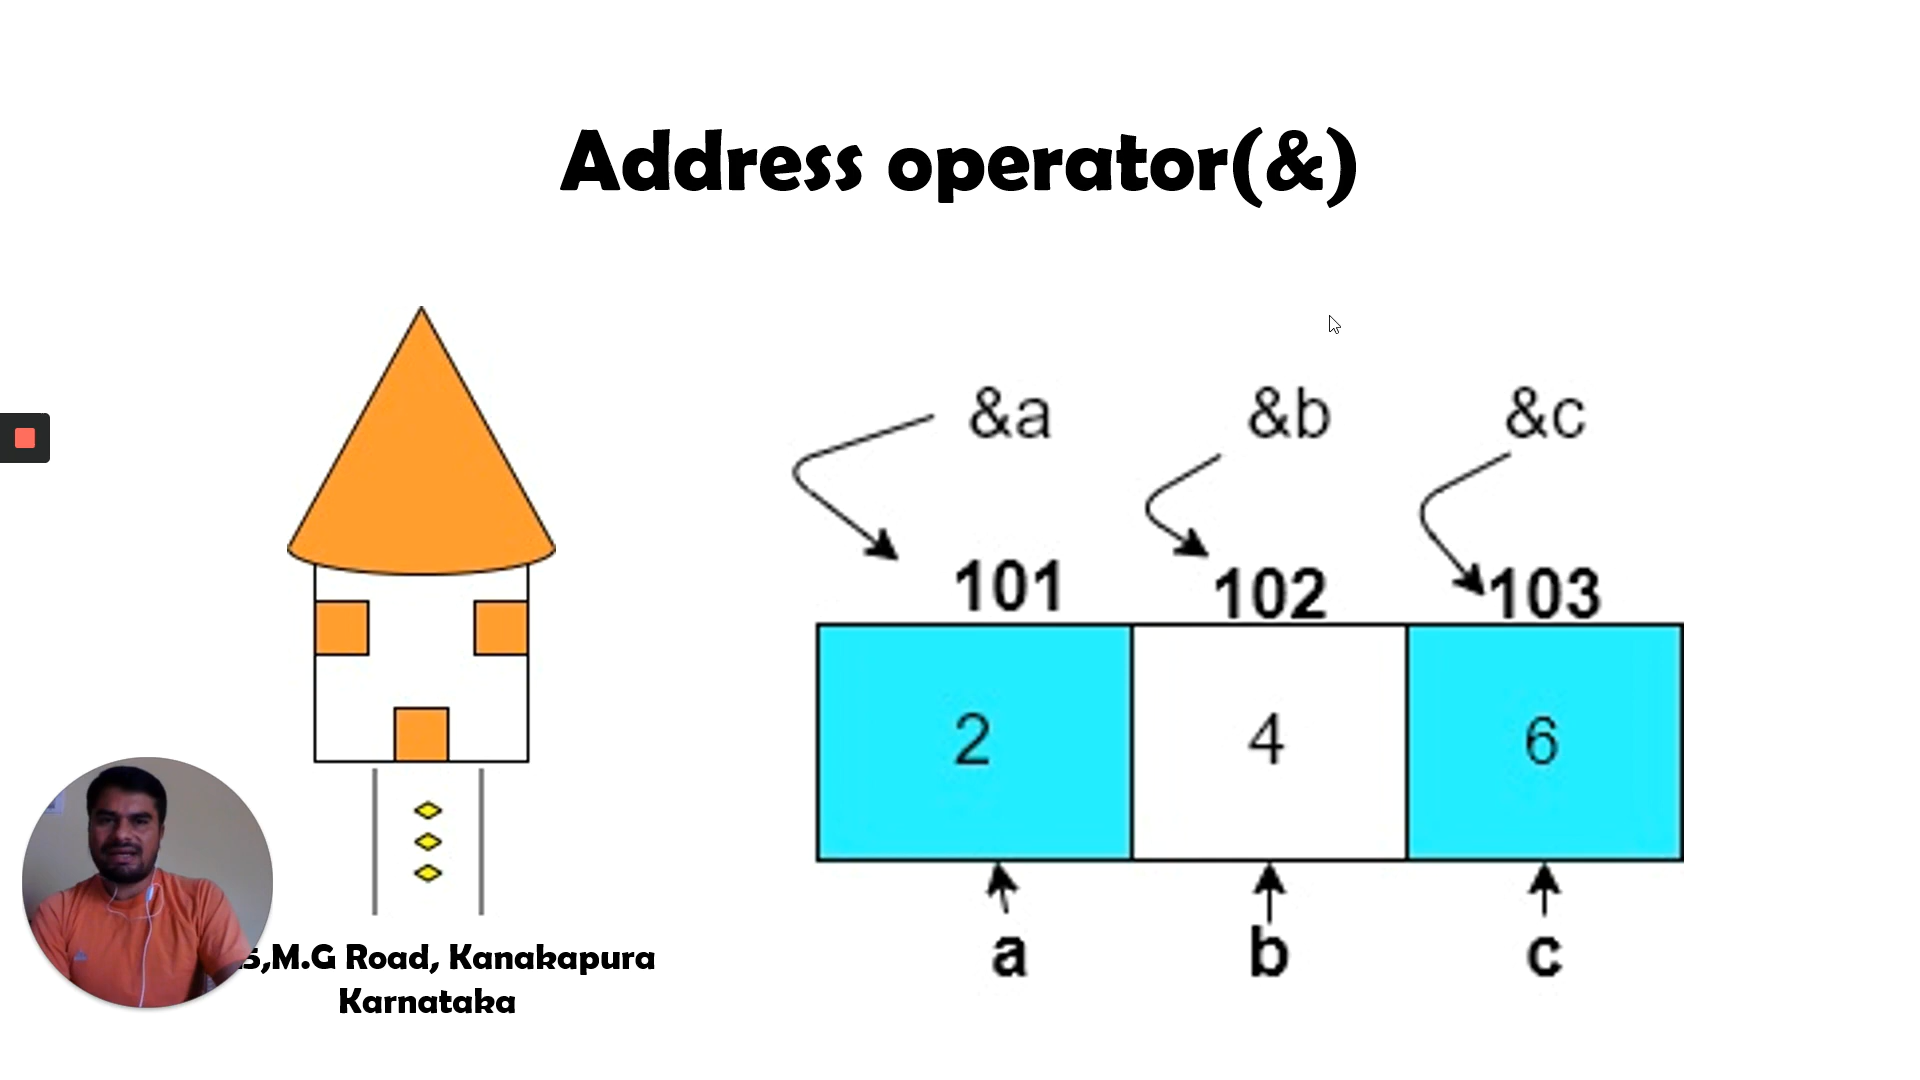 Address operator(&)
&a &b &c
101 102 103
2 4 6
a b c
,M.G Road, Kanakapura
Karnataka